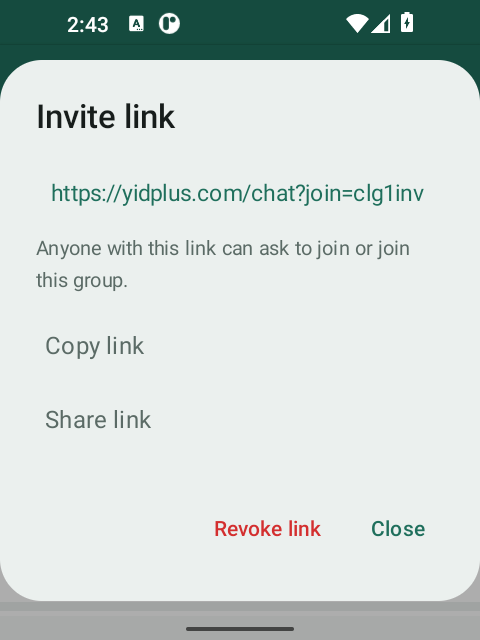 2:43
Invite link
https://yidplus.com/chat?join=clg1inv
Anyone with this link can ask to join or join
this group.
Copy link
Share link
Revoke link
Close